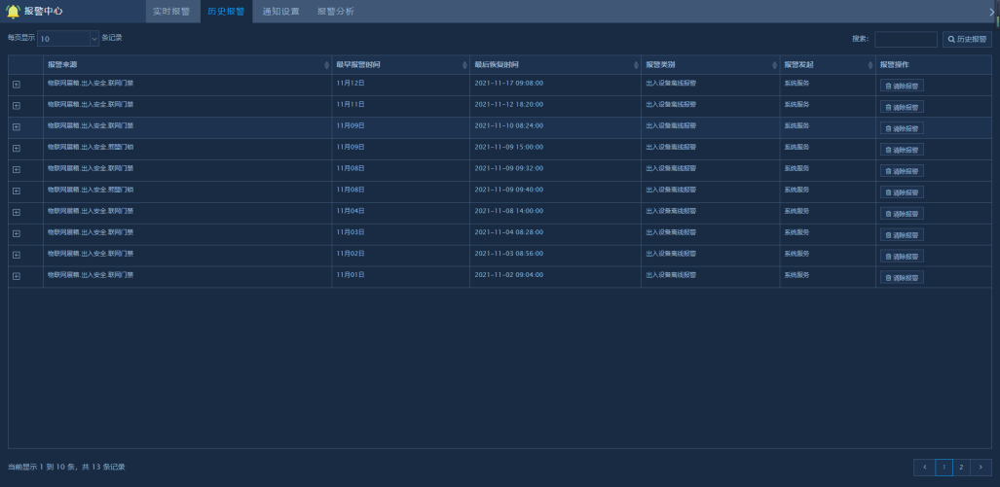 报警中心 实时报警 历史报警 通知设置 报警分析
每页显示 10 条记录 搜索: 历史报警
报警来源 最早报警时间 最后恢复时间 报警类别 报警发起 报警操作
物联网展箱.出入安全.联网门禁 11月12日 2021-11-17 09:08:00 出入设备离线报警 系统服务 清除报警
物联网展箱.出入安全.联网门禁 11月11日 2021-11-12 18:20:00 出入设备离线报警 系统服务 清除报警
物联网展箱.出入安全.联网门禁 11月09日 2021-11-10 08:24:00 出入设备离线报警 系统服务 清除报警
物联网展箱.出入安全.熙盟门锁 11月09日 2021-11-09 15:00:00 出入设备离线报警 系统服务 清除报警
物联网展箱.出入安全.联网门禁 11月08日 2021-11-09 09:32:00 出入设备离线报警 系统服务 清除报警
物联网展箱.出入安全.熙盟门锁 11月08日 2021-11-09 09:40:00 出入设备离线报警 系统服务 清除报警
物联网展箱.出入安全.联网门禁 11月04日 2021-11-08 14:00:00 出入设备离线报警 系统服务 清除报警
物联网展箱.出入安全.联网门禁 11月03日 2021-11-04 08:28:00 出入设备离线报警 系统服务 清除报警
物联网展箱.出入安全.联网门禁 11月02日 2021-11-03 08:56:00 出入设备离线报警 系统服务 清除报警
物联网展箱.出入安全.联网门禁 11月01日 2021-11-02 09:04:00 出入设备离线报警 系统服务 清除报警
当前显示 1 到 10 条, 共 13 条记录 ‹ 1 2 ›